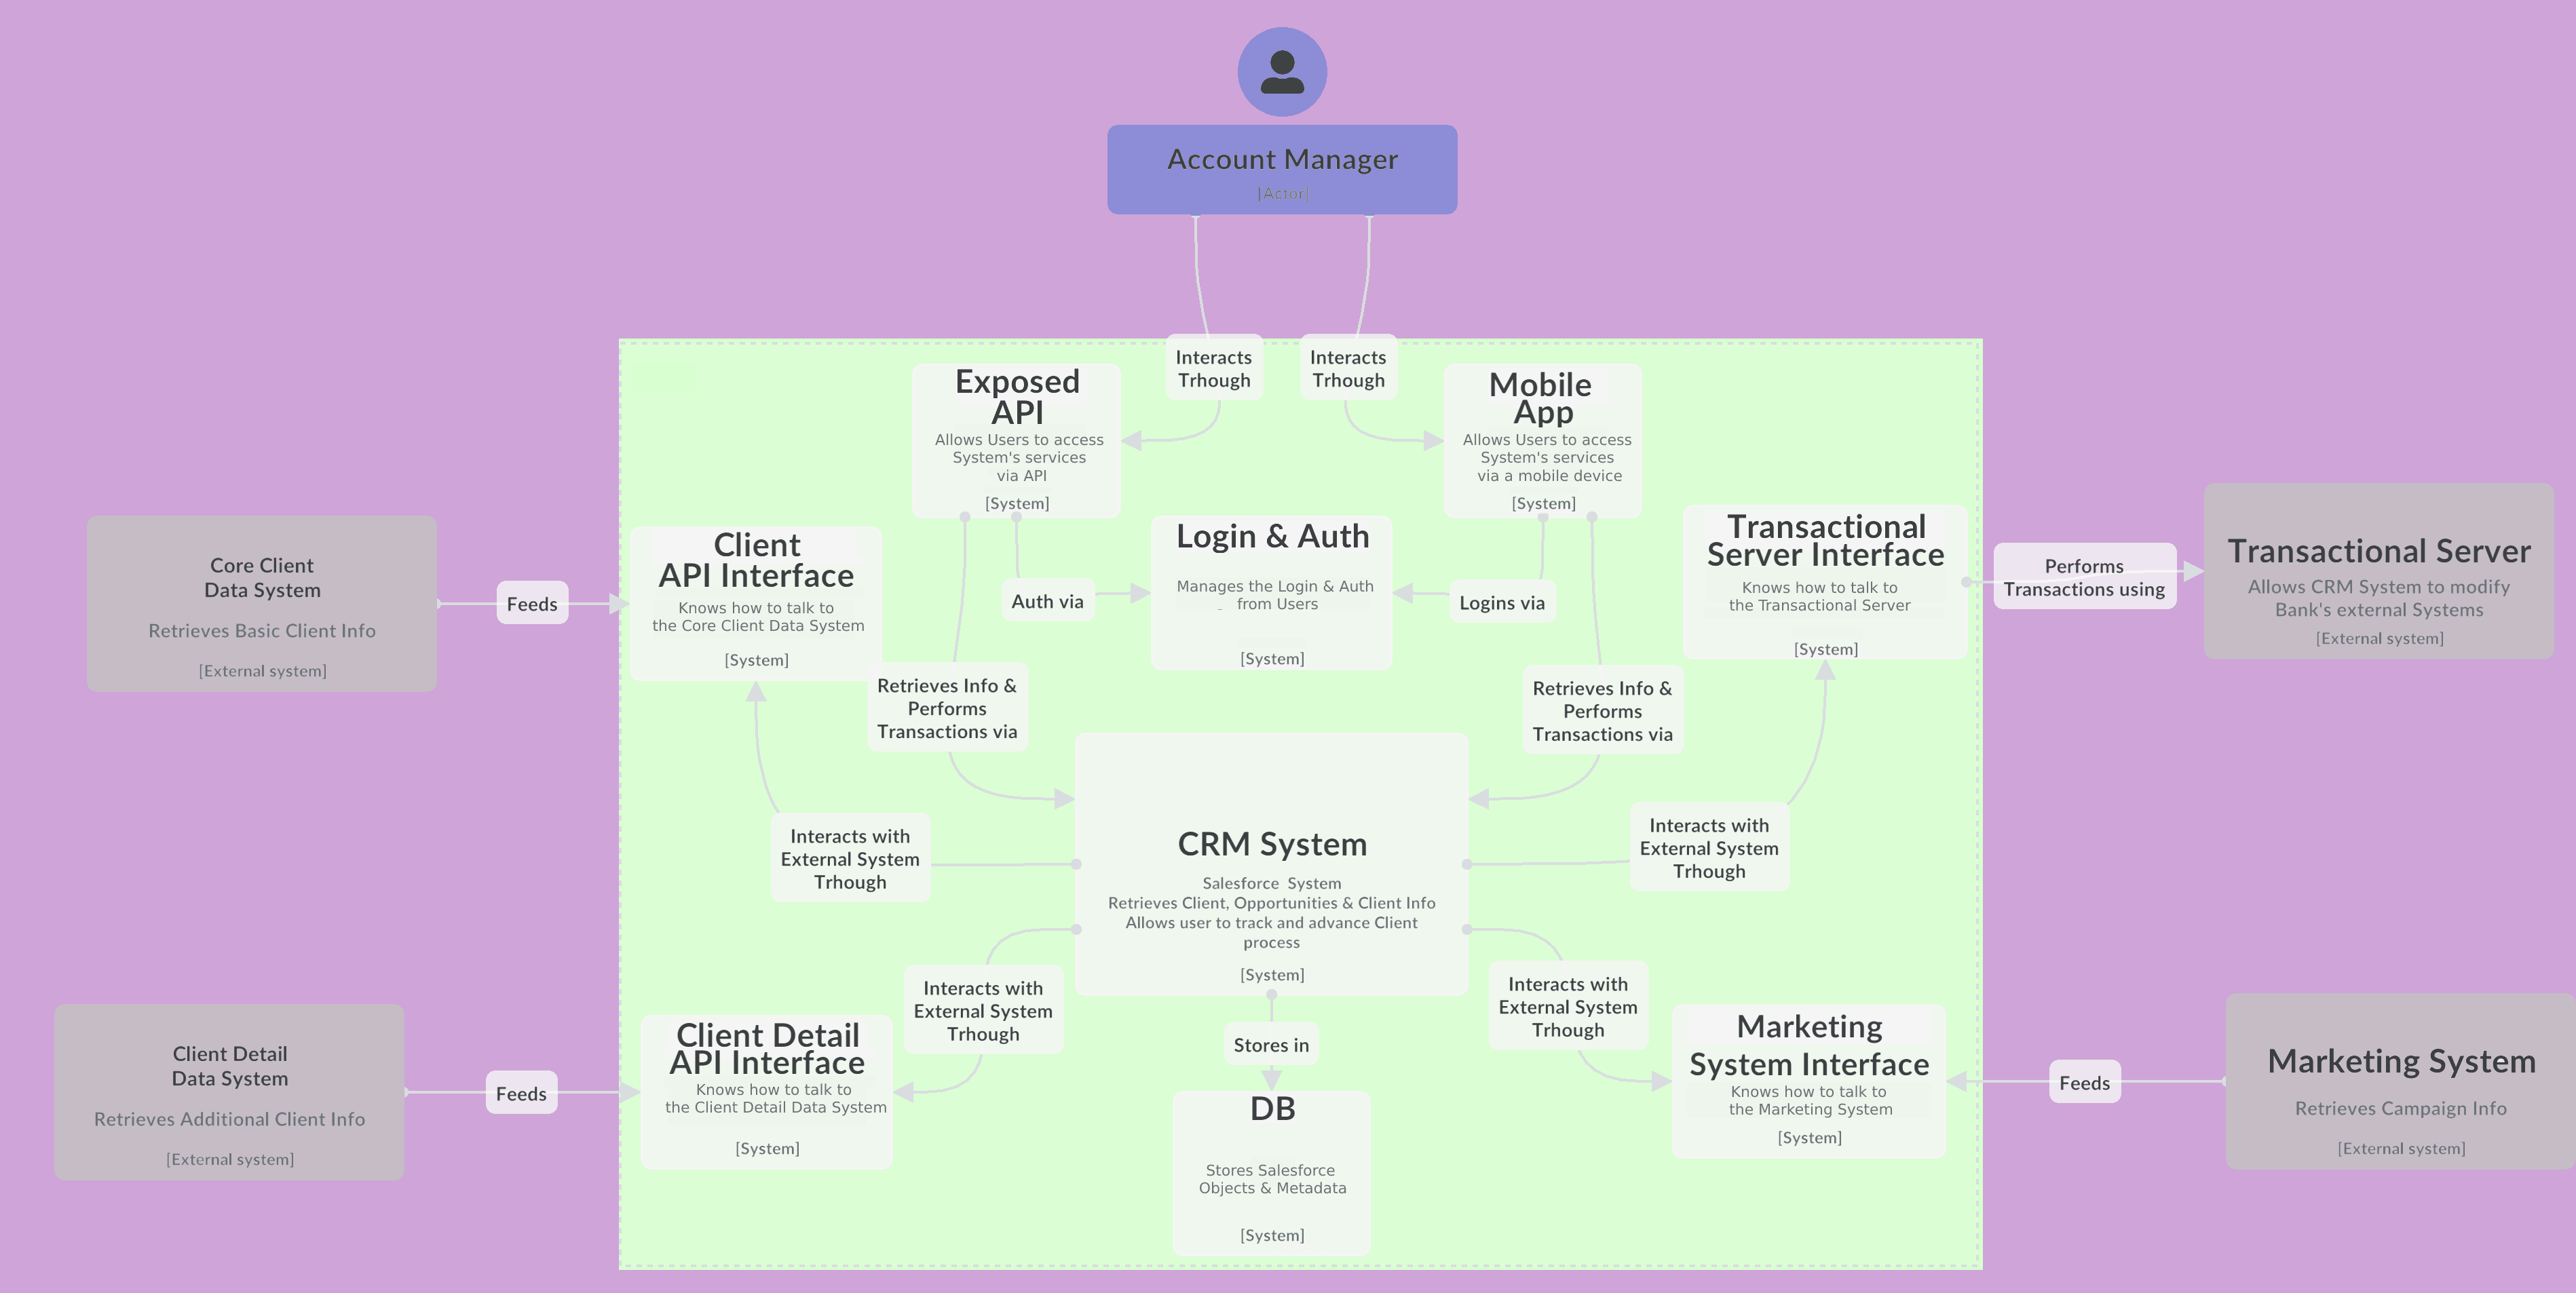 Account Manager
[Actor]
Interacts
Trhough
Interacts
Trhough
Exposed
API
Allows Users to access
System's services
via API
[System]
Mobile
App
Allows Users to access
System's services
via a mobile device
[System]
Core Client
Data System
Retrieves Basic Client Info
[External system]
Feeds
Client
API Interface
Knows how to talk to
the Core Client Data System
[System]
Auth via
Login & Auth
Manages the Login & Auth
from Users
[System]
Logins via
Transactional
Server Interface
Knows how to talk to
the Transactional Server
[System]
Performs
Transactions using
Transactional Server
Allows CRM System to modify
Bank's external Systems
[External system]
Retrieves Info &
Performs
Transactions via
Retrieves Info &
Performs
Transactions via
Interacts with
External System
Trhough
CRM System
Salesforce System
Retrieves Client, Opportunities & Client Info
Allows user to track and advance Client
process
[System]
Interacts with
External System
Trhough
Client Detail
Data System
Retrieves Additional Client Info
[External system]
Feeds
Client Detail
API Interface
Knows how to talk to
the Client Detail Data System
[System]
Interacts with
External System
Trhough
Stores in
DB
Stores Salesforce
Objects & Metadata
[System]
Interacts with
External System
Trhough
Marketing
System Interface
Knows how to talk to
the Marketing System
[System]
Feeds
Marketing System
Retrieves Campaign Info
[External system]